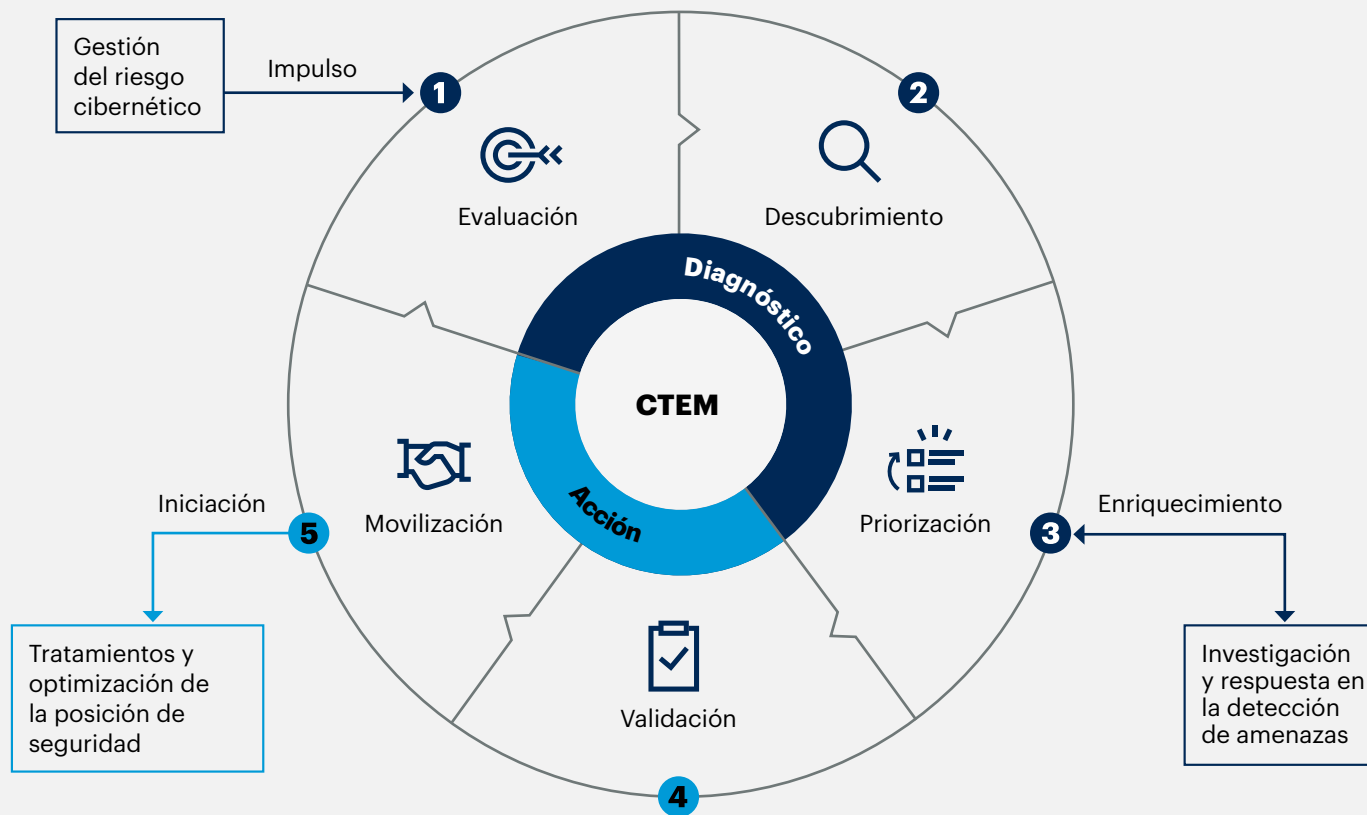 Gestión
del riesgo
cibernético
Impulso
1
2
Evaluación
Descubrimiento
Diagnóstico
CTEM
Acción
Movilización
Priorización
Iniciación
5
Enriquecimiento
3
Tratamientos y
optimización de
la posición de
seguridad
Validación
Investigación
y respuesta en
la detección
de amenazas
4